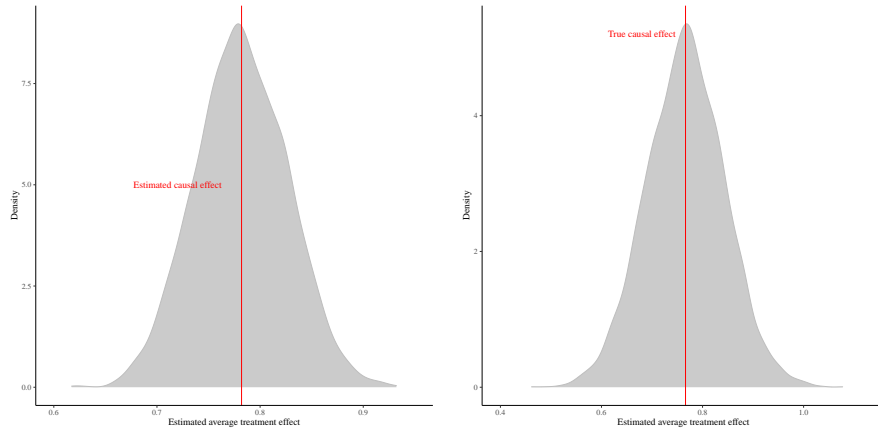 7.5
5.0
2.5
0.0
Density
Estimated causal effect
0.6
0.7
0.8
0.9
Estimated average treatment effect
4
2
0
Density
True causal effect
0.4
0.6
0.8
1.0
Estimated average treatment effect